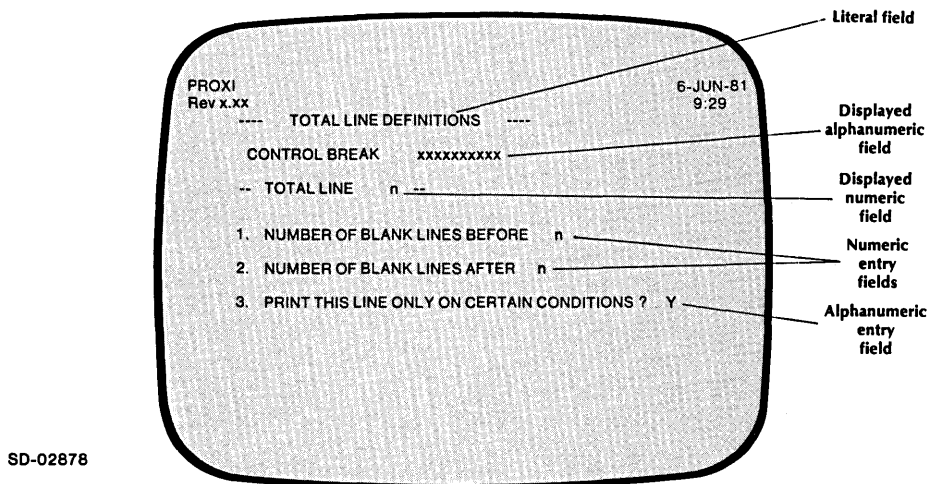 Literal field
PROXI
6-JUN-81
Rev x.xx
9:29
---- TOTAL LINE DEFINITIONS ----
Displayed
alphanumeric
field
CONTROL BREAK xxxxxxxxxx
-- TOTAL LINE n --
Displayed
numeric
field
1. NUMBER OF BLANK LINES BEFORE n
2. NUMBER OF BLANK LINES AFTER n
Numeric
entry
fields
3. PRINT THIS LINE ONLY ON CERTAIN CONDITIONS ? Y
Alphanumeric
entry
field
SD-02878